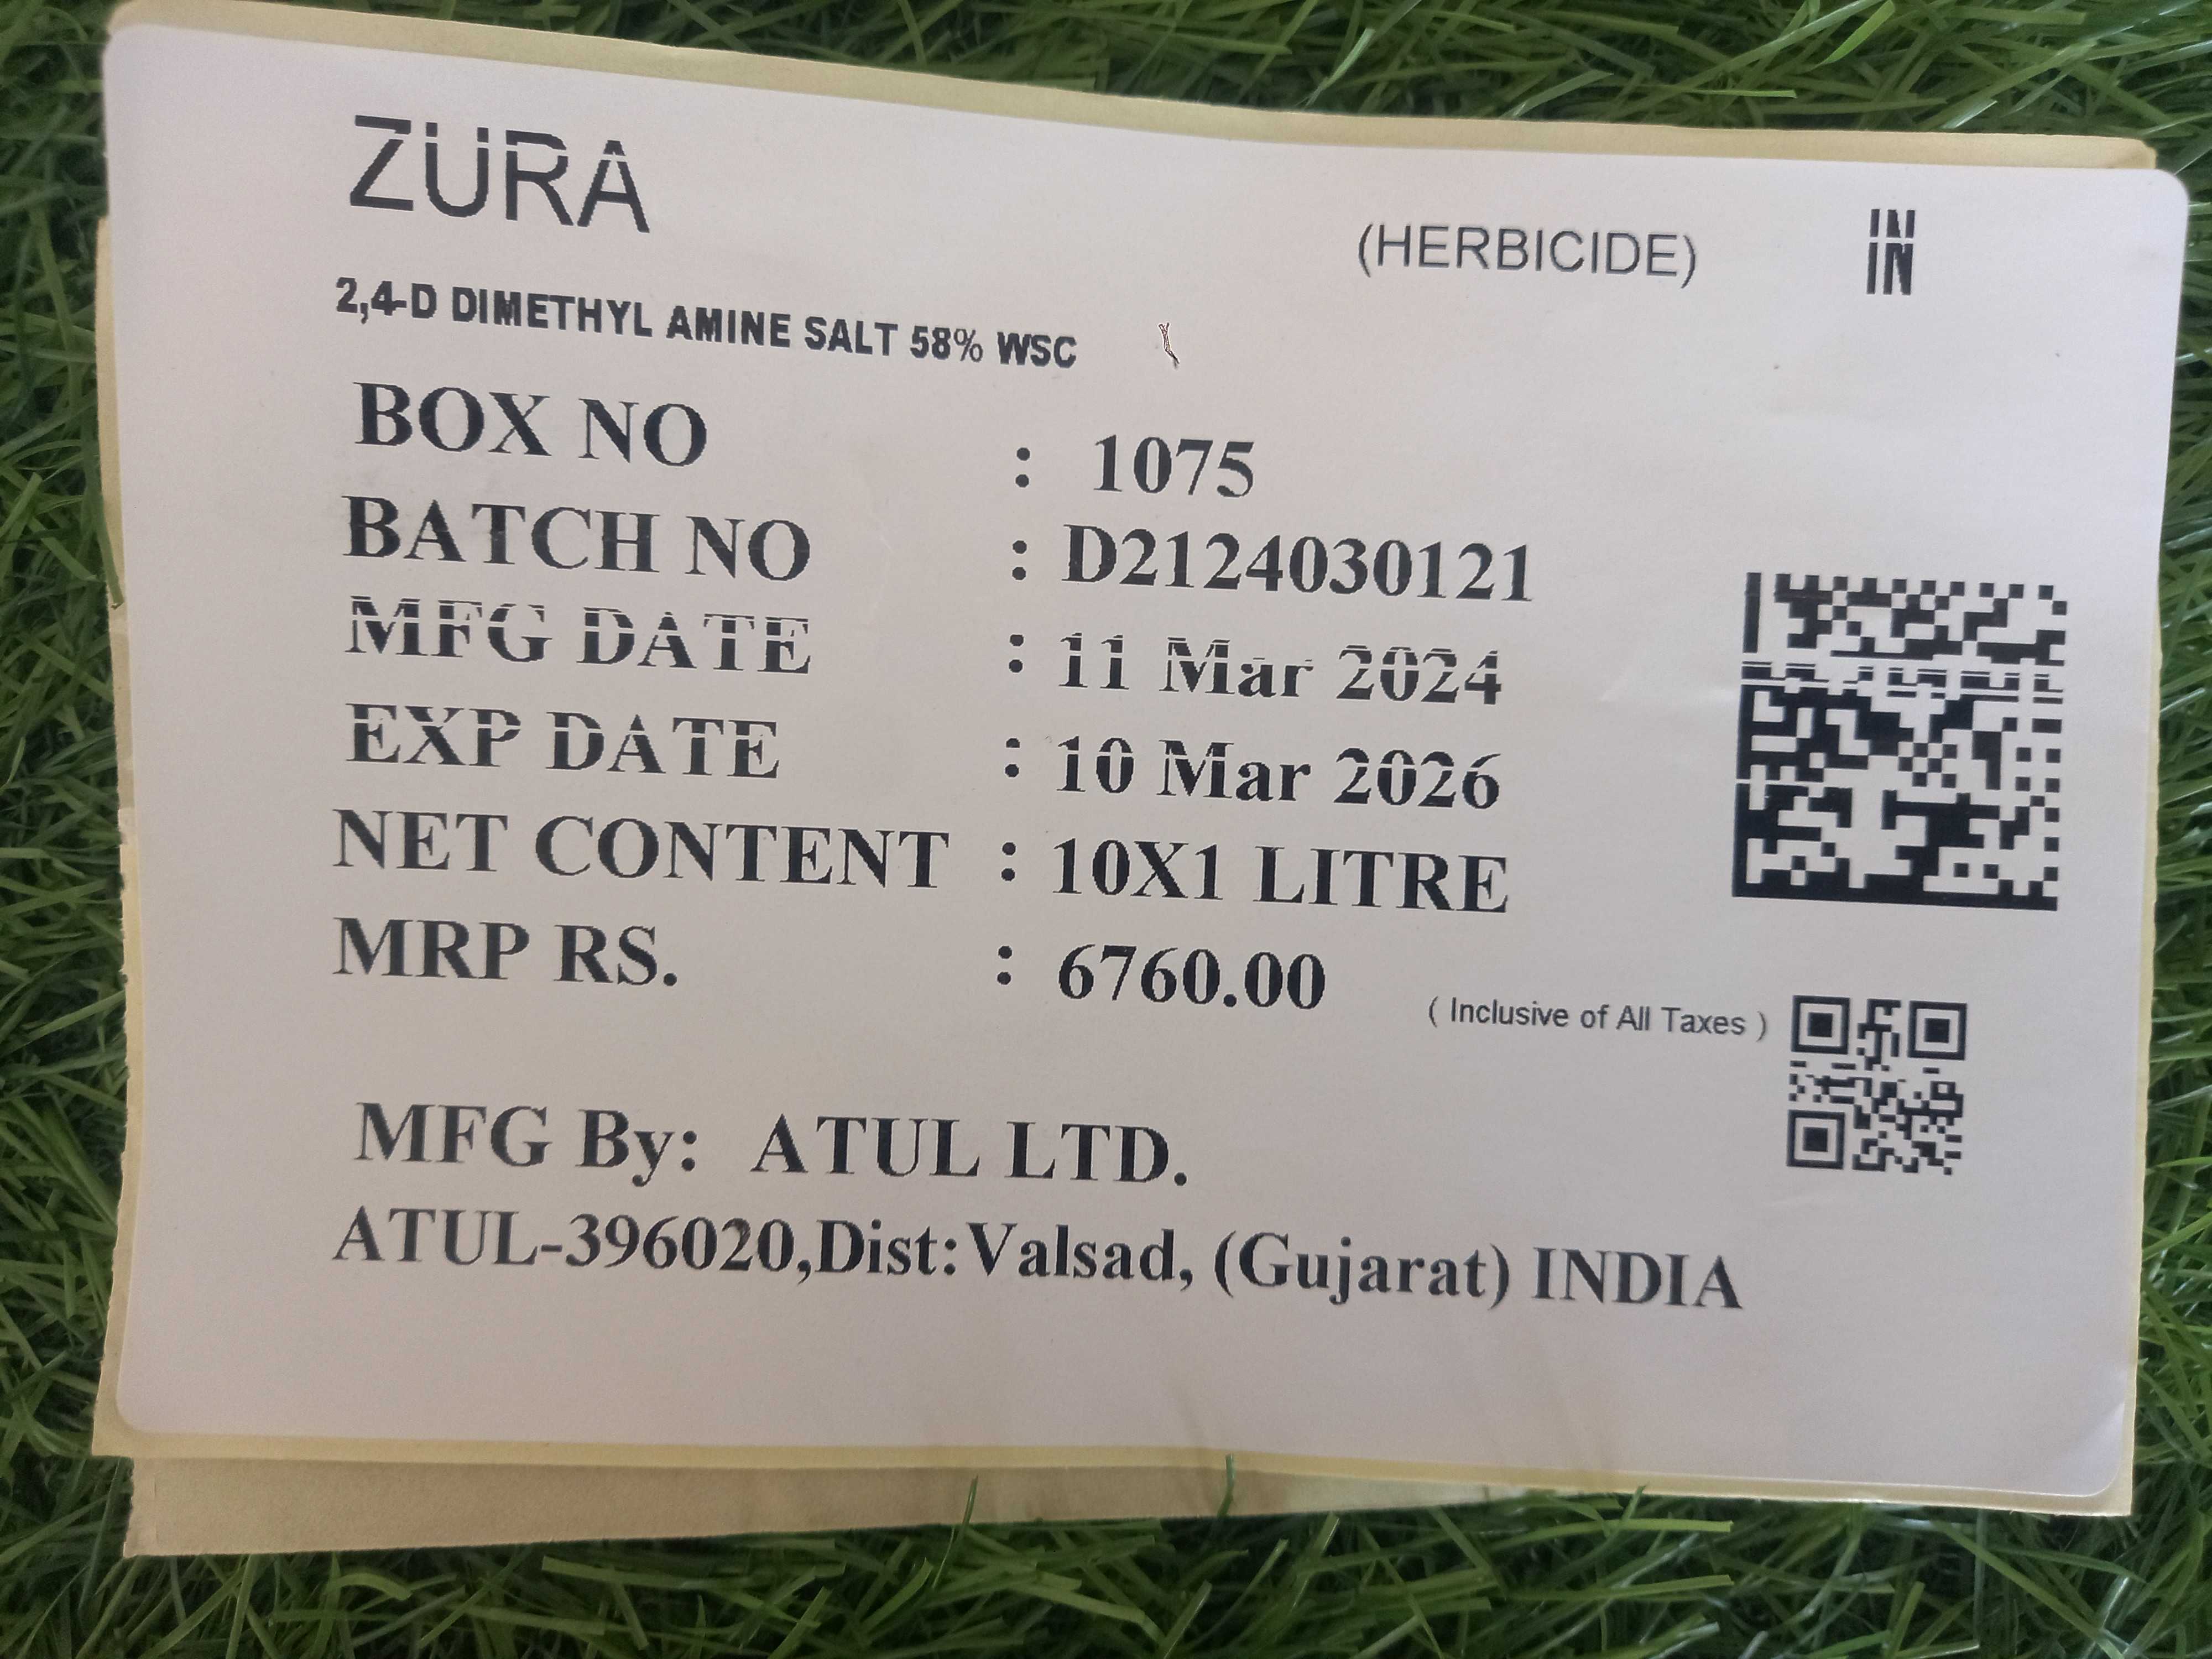 ZURA
(HERBICIDE) IN
2,4-D DIMETHYL AMINE SALT 58% WSC
BOX NO : 1075
BATCH NO : D2124030121
MFG DATE : 11 Mar 2024
EXP DATE : 10 Mar 2026
NET CONTENT : 10X1 LITRE
MRP RS. : 6760.00 ( Inclusive of All Taxes )
MFG By: ATUL LTD.
ATUL-396020,Dist:Valsad, (Gujarat) INDIA